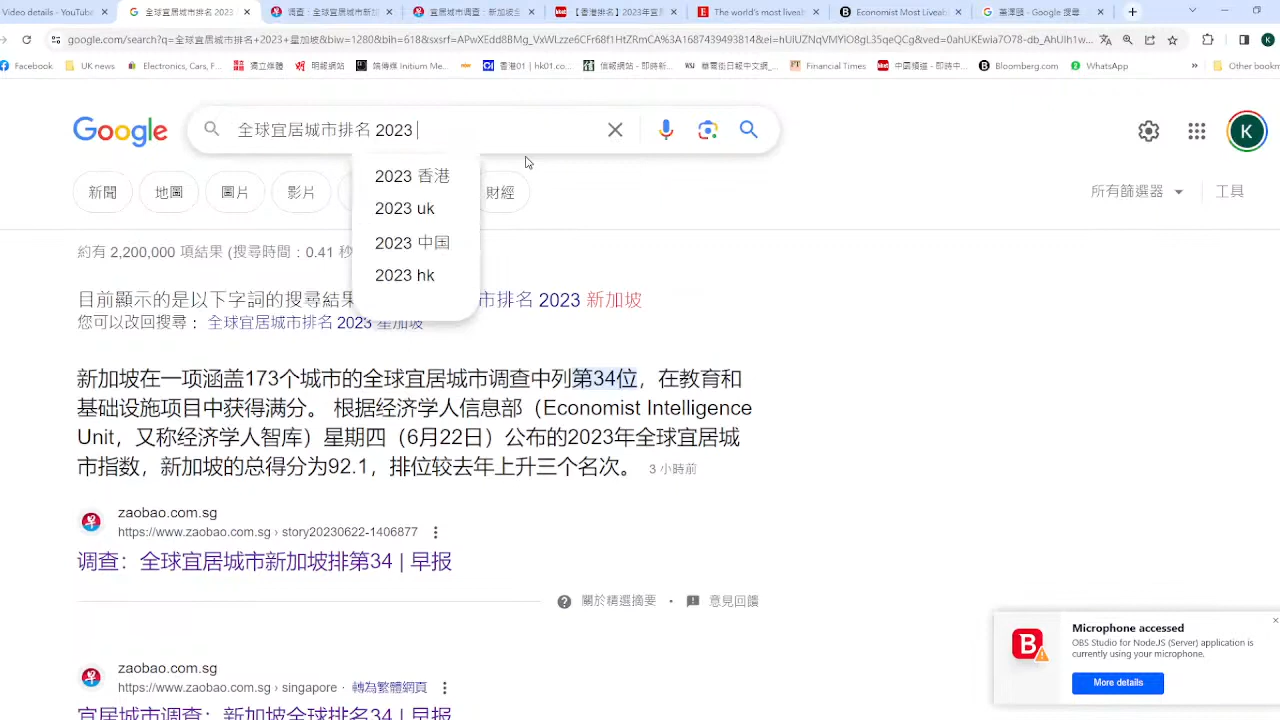 Video details - YouTube
全球宜居城市排名 2023
调查：全球宜居城市新加
宜居城市调查：新加坡全
【香港排名】2023年宜
The world's most liveab
Economist Most Liveab
google.com/search?q=全球宜居城市排名+2023+星加坡&biw=1280&bih=618&sxsrf=
Facebook
UK news
Electronics, Cars, F...
獨立媒體
明報網站
端傳媒 Initium Me...
香港01 | hk01.co...
信報網站 - 即時新...
華爾街日報中文網_...
Financial Times
中國頻道 - 即時中...
Bloomberg.com
WhatsApp
»
Other bookm
Google
全球宜居城市排名 2023
K
2023 香港
2023 uk
2023 中国
2023 hk
新聞
地圖
圖片
影片
財經
所有篩選器
工具
約有 2,200,000 項結果 (搜尋時間：0.41 秒
目前顯示的是以下字詞的搜尋結果
市排名 2023 新加坡
您可以改回搜尋： 全球宜居城市排名 2023 星加坡
新加坡在一项涵盖173个城市的全球宜居城市调查中列第34位，在教育和
基础设施项目中获得满分。 根据经济学人信息部（Economist Intelligence
Unit，又称经济学人智库）星期四（6月22日）公布的2023年全球宜居城
市指数，新加坡的总得分为92.1，排位较去年上升三个名次。 3 小時前
zaobao.com.sg
https://www.zaobao.com.sg › story20230622-1406877
调查：全球宜居城市新加坡排第34 | 早报
關於精選摘要 • 意見回饋
zaobao.com.sg
https://www.zaobao.com.sg › singapore · 轉為繁體網頁
宜居城市调查：新加坡全球排名34 | 早报
Microphone accessed
OBS Studio for NodeJS (Server) application is
currently using your microphone.
More details